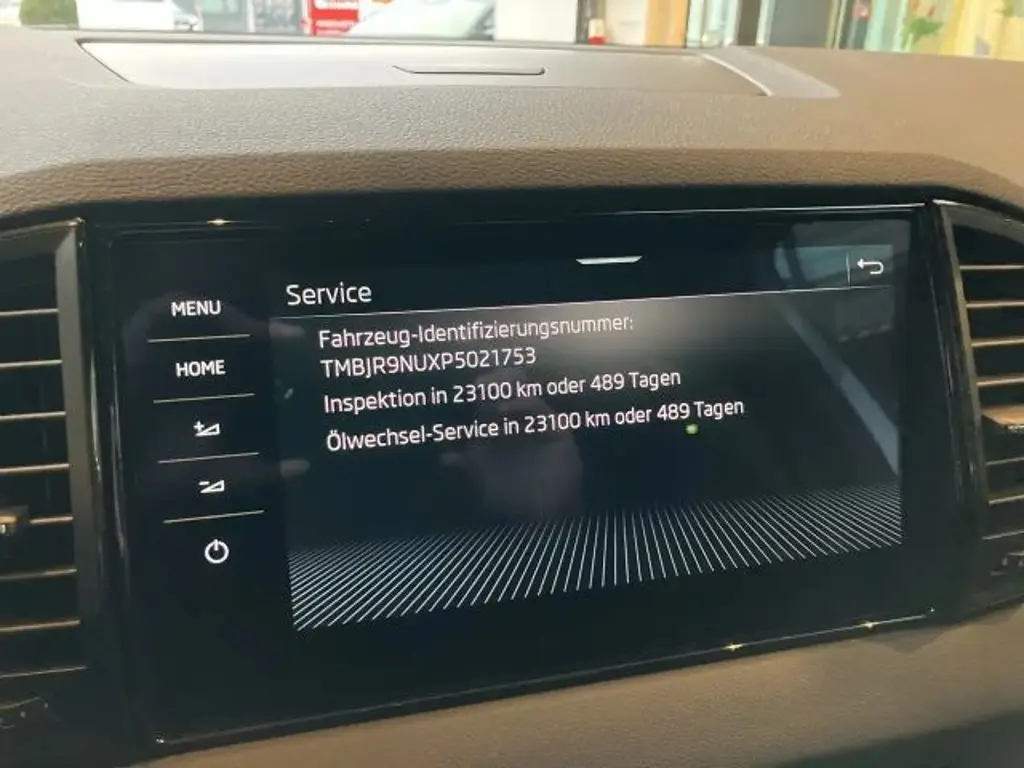 Service
MENU
HOME
Fahrzeug-Identifizierungsnummer:
TMBJR9NUXP5021753
Inspektion in 23100 km oder 489 Tagen
Ölwechsel-Service in 23100 km oder 489 Tagen